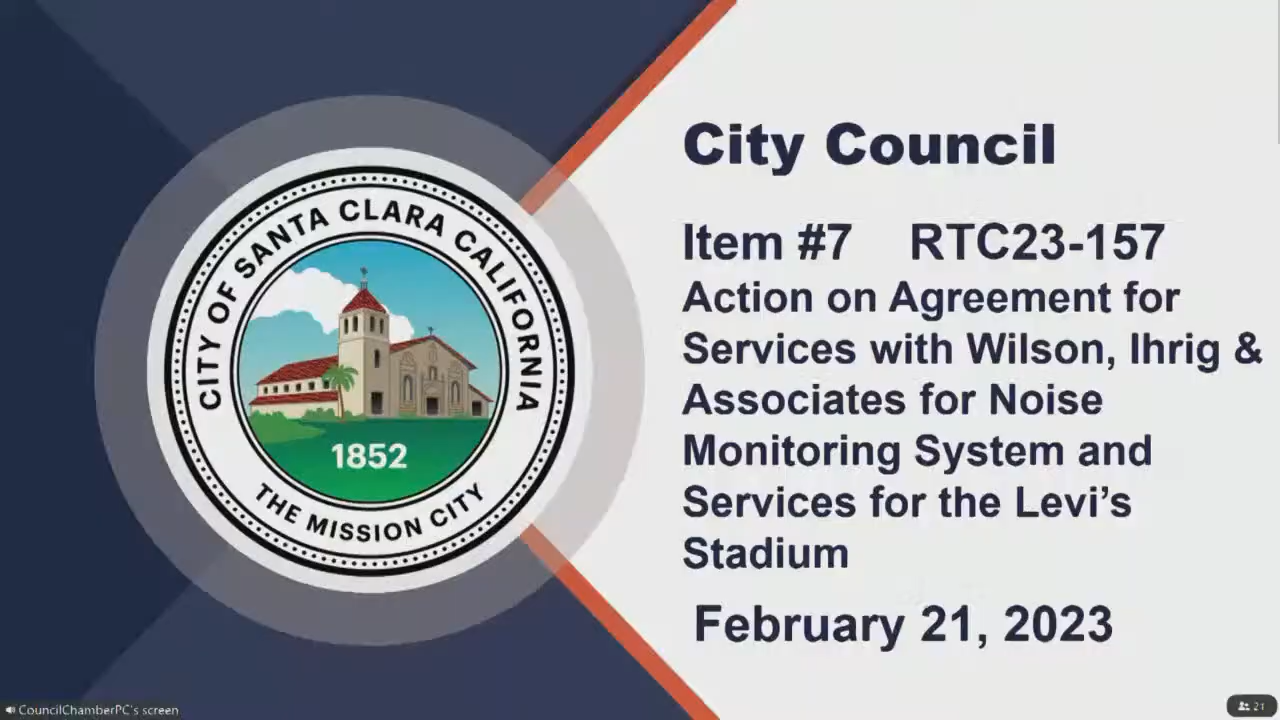 City Council
Item #7 RTC23-157
Action on Agreement for
Services with Wilson, Ihrig &
Associates for Noise
Monitoring System and
Services for the Levi's
Stadium
February 21, 2023
CITY OF SANTA CLARA CALIFORNIA
1852
THE MISSION CITY
CouncilChamberPC's screen
21